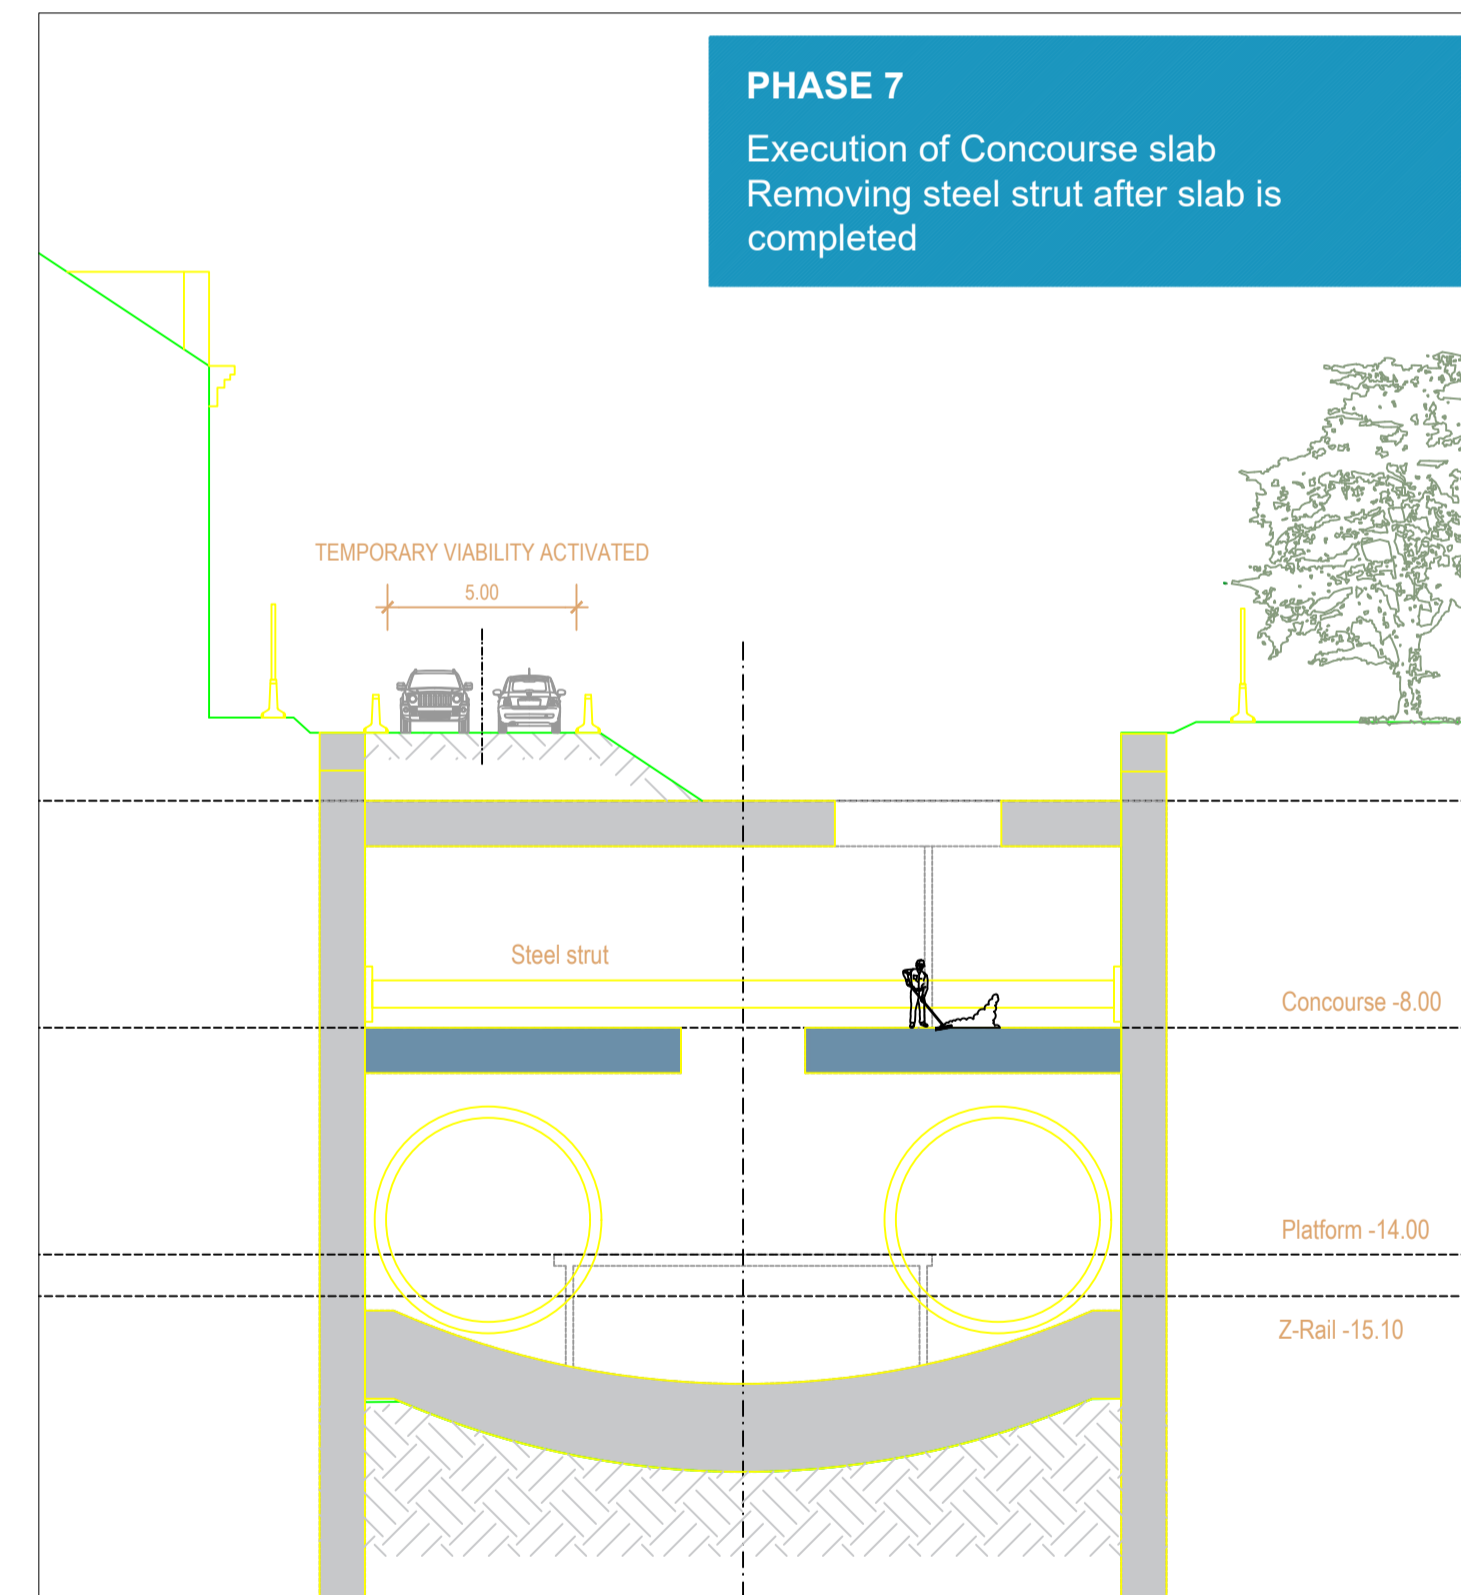 PHASE 7
Execution of Concourse slab
Removing steel strut after slab is
completed
TEMPORARY VIABILITY ACTIVATED
5.00
Steel strut
Concourse -8.00
Platform -14.00
Z-Rail -15.10